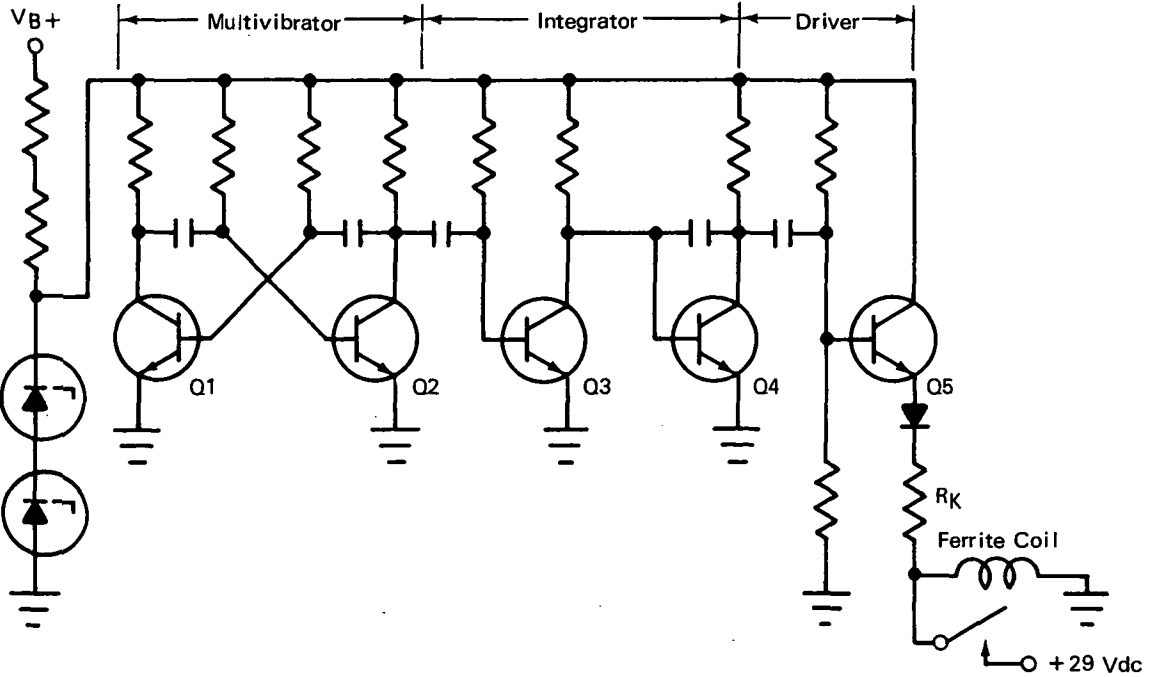 VB+
Multivibrator
Integrator
Driver
Q1
Q2
Q3
Q4
Q5
RK
Ferrite Coil
+29 Vdc